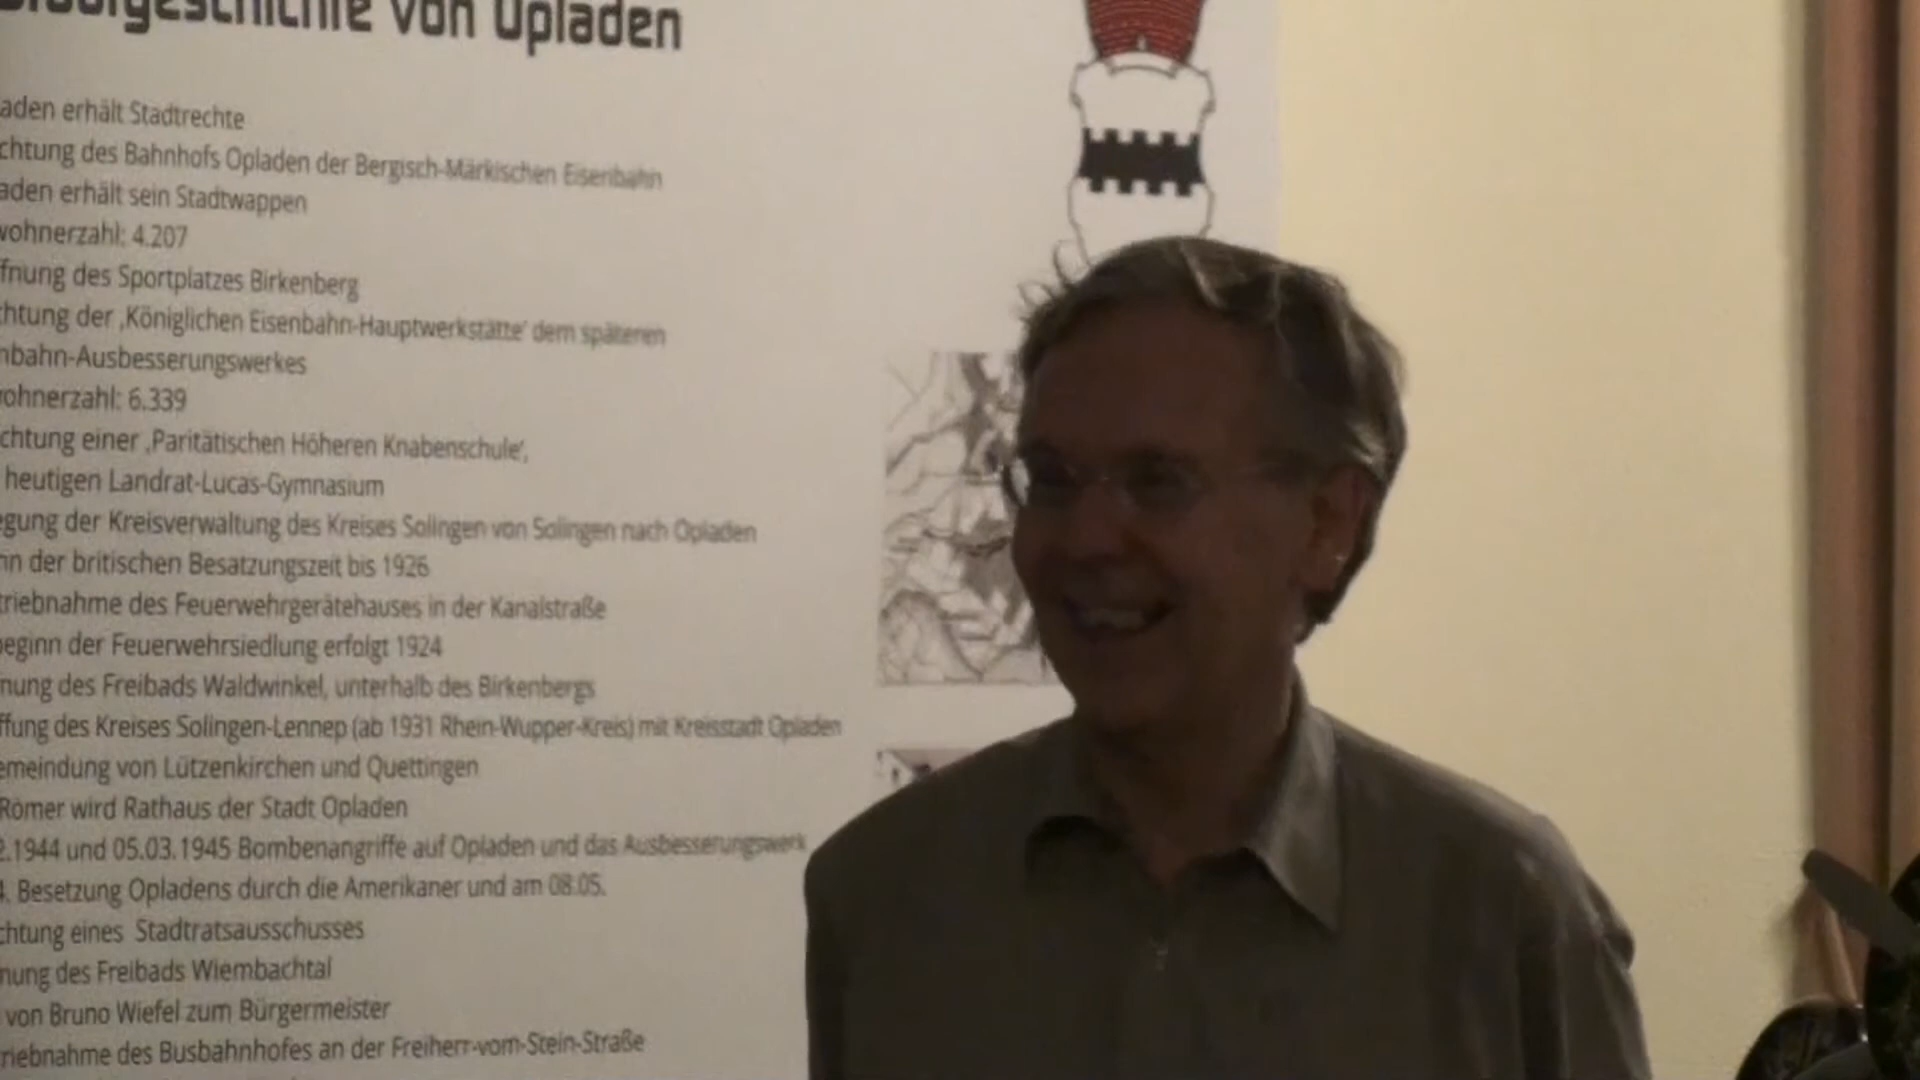 von Opladen
aden erhält Stadtrechte
chtung des Bahnhofs Opladen der Bergisch-Märkischen Eisenbahn
aden erhält sein Stadtwappen
wohnerzahl: 4.207
fnung des Sportplatzes Birkenberg
chtung der ‚Königlichen Eisenbahn-Hauptwerkstätte' dem späteren
nbahn-Ausbesserungswerkes
ohnerzahl: 6.339
chtung einer ‚Paritätischen Höheren Knabenschule',
heutigen Landrat-Lucas-Gymnasium
egung der Kreisverwaltung des Kreises Solingen von Solingen nach Opladen
nn der britischen Besatzungszeit bis 1926
triebnahme des Feuerwehrgerätehauses in der Kanalstraße
beginn der Feuerwehrsiedlung erfolgt 1924
nung des Freibads Waldwinkel, unterhalb des Birkenbergs
ffung des Kreises Solingen-Lennep (ab 1931 Rhein-Wupper-Kreis) mit Kreisstadt Opladen
emeindung von Lützenkirchen und Quettingen
Römer wird Rathaus der Stadt Opladen
2.1944 und 05.03.1945 Bombenangriffe auf Opladen und das Ausbesserungswerk
4. Besetzung Opladens durch die Amerikaner und am 08.05.
chtung eines Stadtratsausschusses
nung des Freibads Wiembachtal
von Bruno Wiefel zum Bürgermeister
triebnahme des Busbahnhofes an der Freiherr-vom-Stein-Straße